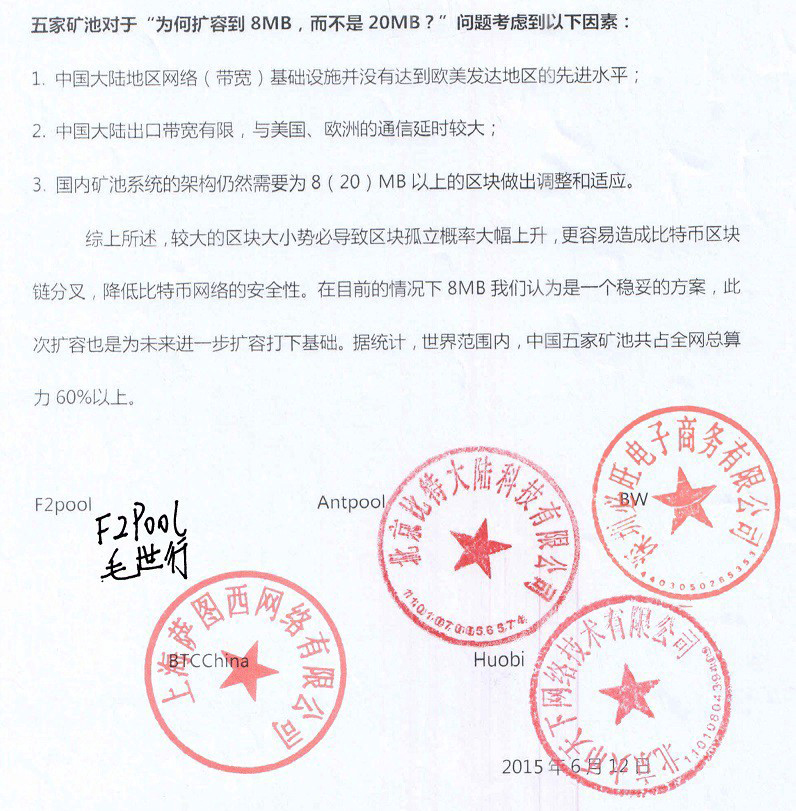 五家矿池对于“为何扩容到 8MB，而不是 20MB？”问题考虑到以下因素：
1. 中国大陆地区网络（带宽）基础设施并没有达到欧美发达地区的先进水平；
2. 中国大陆出口带宽有限，与美国、欧洲的通信延时较大；
3. 国内矿池系统的架构仍然需要为 8（20）MB 以上的区块做出调整和适应。
综上所述，较大的区块大小势必导致区块孤立概率大幅上升，更容易造成比特币区块
链分叉，降低比特币网络的安全性。在目前的情况下 8MB 我们认为是一个稳妥的方案，此
次扩容也是为未来进一步扩容打下基础。据统计，世界范围内，中国五家矿池共占全网总算
力 60%以上。
F2pool
F2Pool
毛世行
Antpool
北京比特大陆科技有限公司
BW
电子商务有限公司
BTCChina
上海萨图西网络有限公司
Huobi
天下网络技术有限公司
2015 年 6 月 12 日